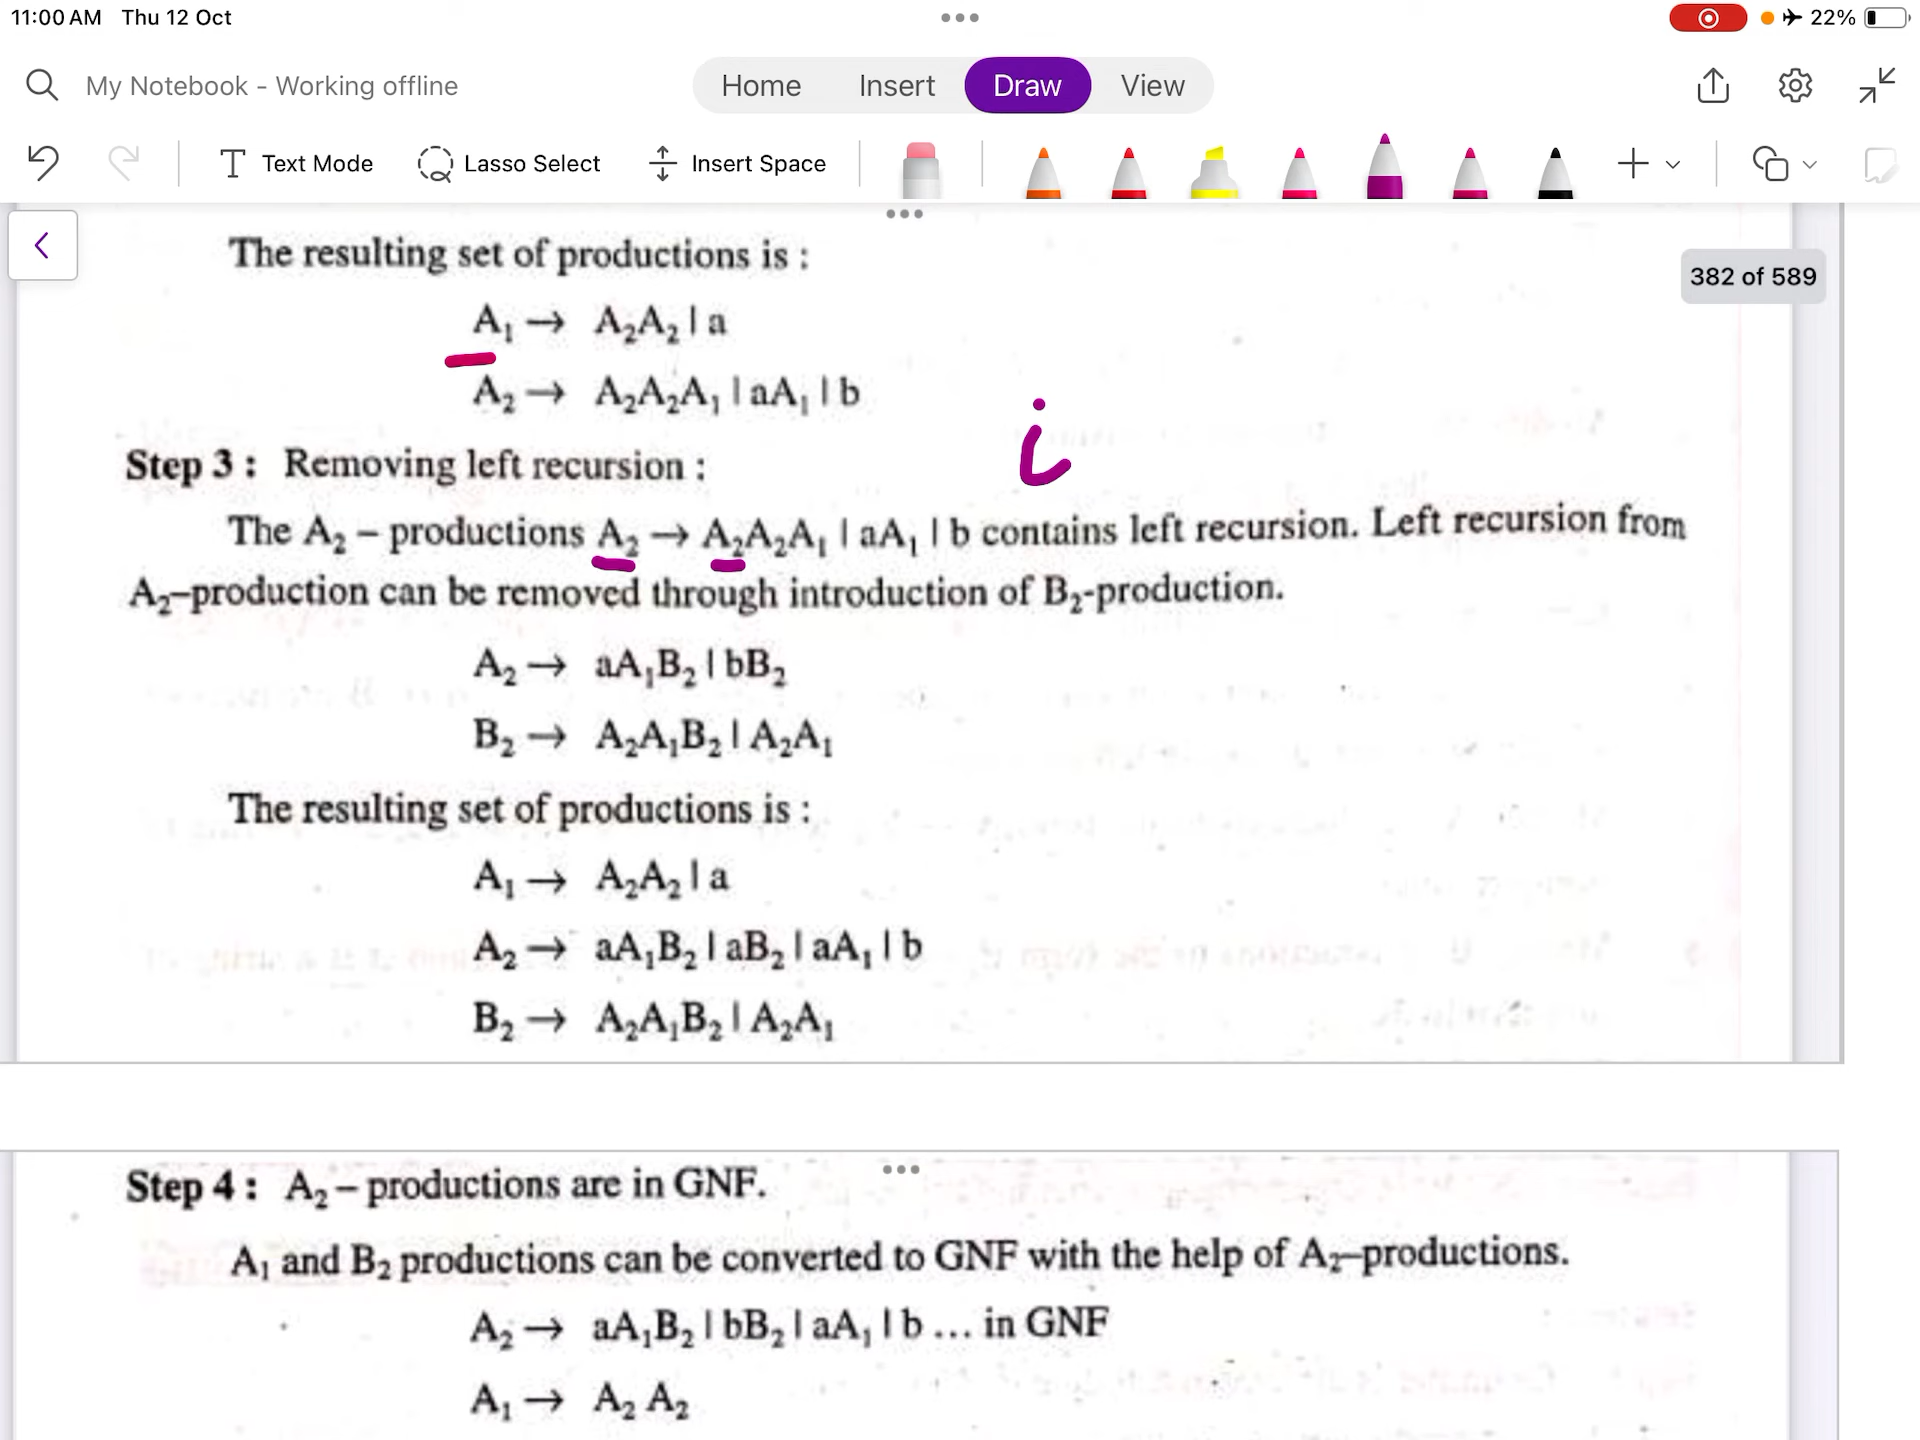 11:00 AM Thu 12 Oct
22%
My Notebook - Working offline
Home Insert Draw View
Text Mode Lasso Select Insert Space
382 of 589
The resulting set of productions is :
A₁ → A₂A₂ | a
A₂ → A₂A₂A₁ | aA₁ | b
i
Step 3 : Removing left recursion :
The A₂ – productions A₂ → A₂A₂A₁ | aA₁ | b contains left recursion. Left recursion from
A₂–production can be removed through introduction of B₂-production.
A₂ → aA₁B₂ | bB₂
B₂ → A₂A₁B₂ | A₂A₁
The resulting set of productions is :
A₁ → A₂A₂ | a
A₂ → aA₁B₂ | aB₂ | aA₁ | b
B₂ → A₂A₁B₂ | A₂A₁
Step 4 : A₂ – productions are in GNF.
A₁ and B₂ productions can be converted to GNF with the help of A₂–productions.
A₂ → aA₁B₂ | bB₂ | aA₁ | b ... in GNF
A₁ → A₂ A₂